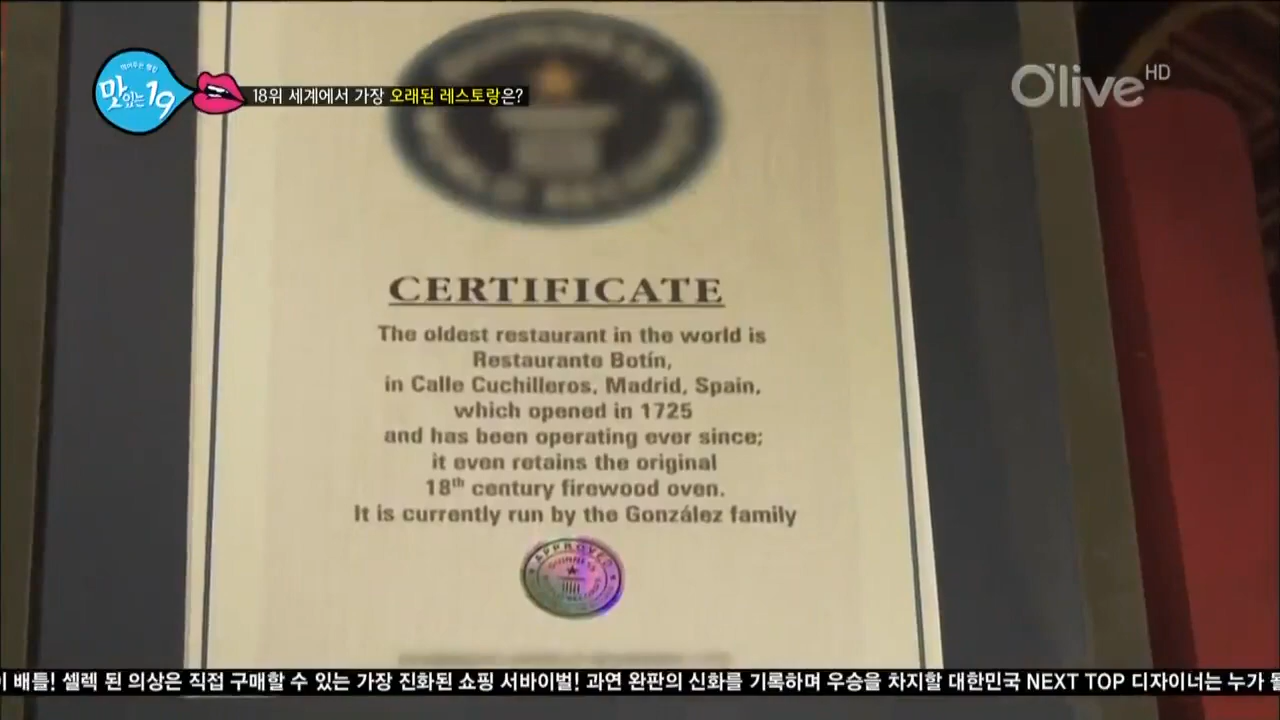 맛있는 19
18위 세계에서 가장 오래된 레스토랑은?
O'live HD
CERTIFICATE
The oldest restaurant in the world is
Restaurante Botín,
in Calle Cuchilleros, Madrid, Spain,
which opened in 1725
and has been operating ever since;
it even retains the original
18th century firewood oven.
It is currently run by the González family
APPROVED
GUINNESS
배틀! 셀렉 된 의상은 직접 구매할 수 있는 가장 진화된 쇼핑 서바이벌! 과연 완판의 신화를 기록하며 우승을 차지할 대한민국 NEXT TOP 디자이너는 누가